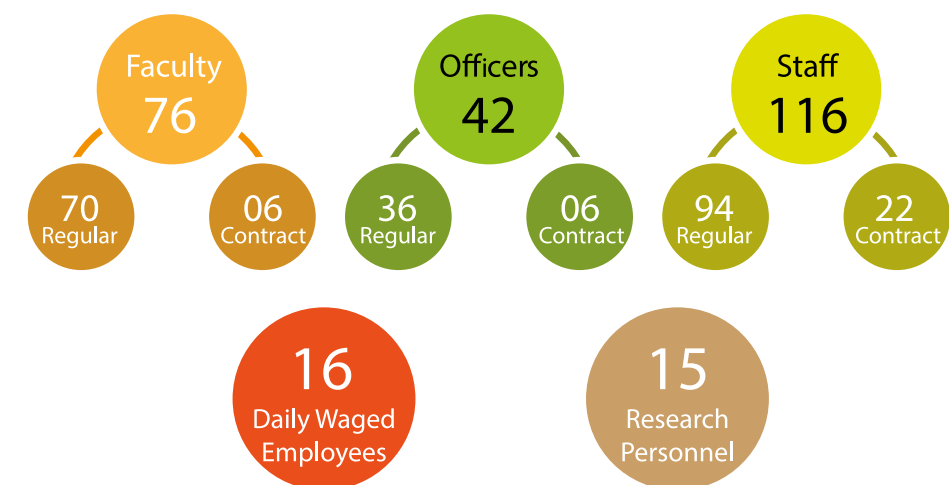 Faculty
76
70
Regular
06
Contract
Officers
42
36
Regular
06
Contract
Staff
116
94
Regular
22
Contract
16
Daily Waged
Employees
15
Research
Personnel